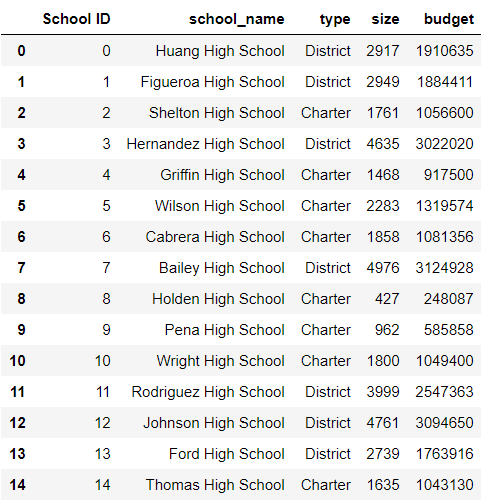 School ID school_name type size budget
0 0 Huang High School District 2917 1910635
1 1 Figueroa High School District 2949 1884411
2 2 Shelton High School Charter 1761 1056600
3 3 Hernandez High School District 4635 3022020
4 4 Griffin High School Charter 1468 917500
5 5 Wilson High School Charter 2283 1319574
6 6 Cabrera High School Charter 1858 1081356
7 7 Bailey High School District 4976 3124928
8 8 Holden High School Charter 427 248087
9 9 Pena High School Charter 962 585858
10 10 Wright High School Charter 1800 1049400
11 11 Rodriguez High School District 3999 2547363
12 12 Johnson High School District 4761 3094650
13 13 Ford High School District 2739 1763916
14 14 Thomas High School Charter 1635 1043130